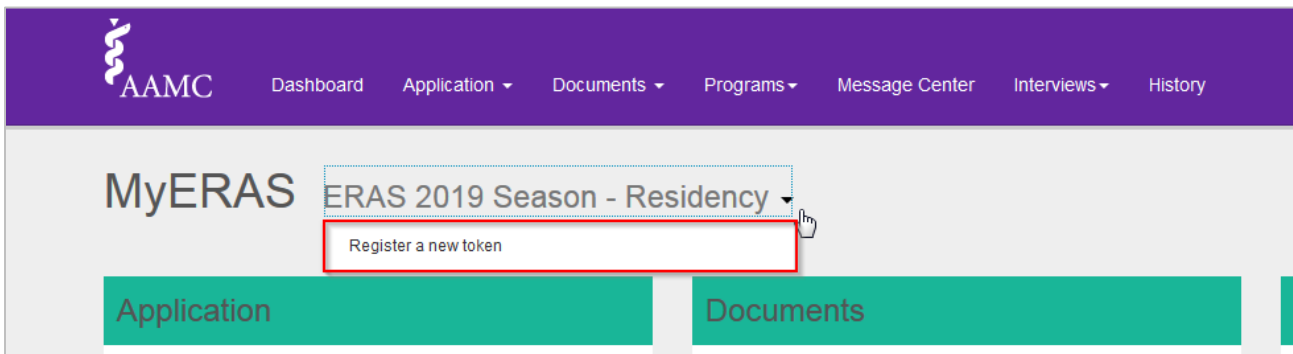 AAMC Dashboard Application Documents Programs Message Center Interviews History
MyERAS ERAS 2019 Season - Residency
Register a new token
Application Documents